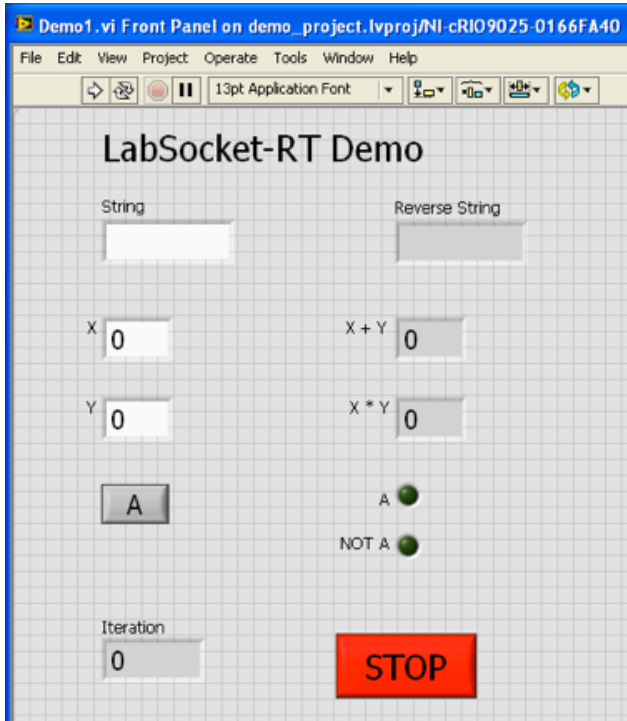 Demo1.vi Front Panel on demo_project.lvproj/NI-cRIO9025-0166FA40
File Edit View Project Operate Tools Window Help
13pt Application Font
LabSocket-RT Demo
String Reverse String
X 0 X + Y 0
Y 0 X * Y 0
A A
NOT A
Iteration
0 STOP